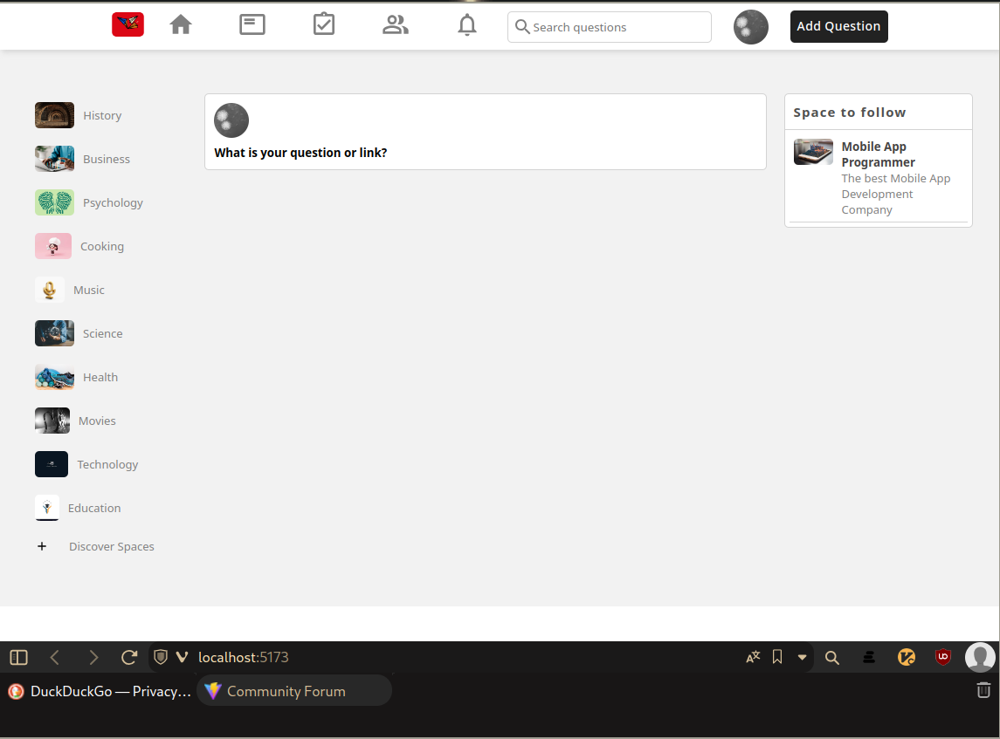 Search questions
Add Question
History
Business
Psychology
Cooking
Music
Science
Health
Movies
Technology
Education
+ Discover Spaces
What is your question or link?
Space to follow
Mobile App
Programmer
The best Mobile App
Development
Company
localhost:5173
DuckDuckGo — Privacy…
Community Forum